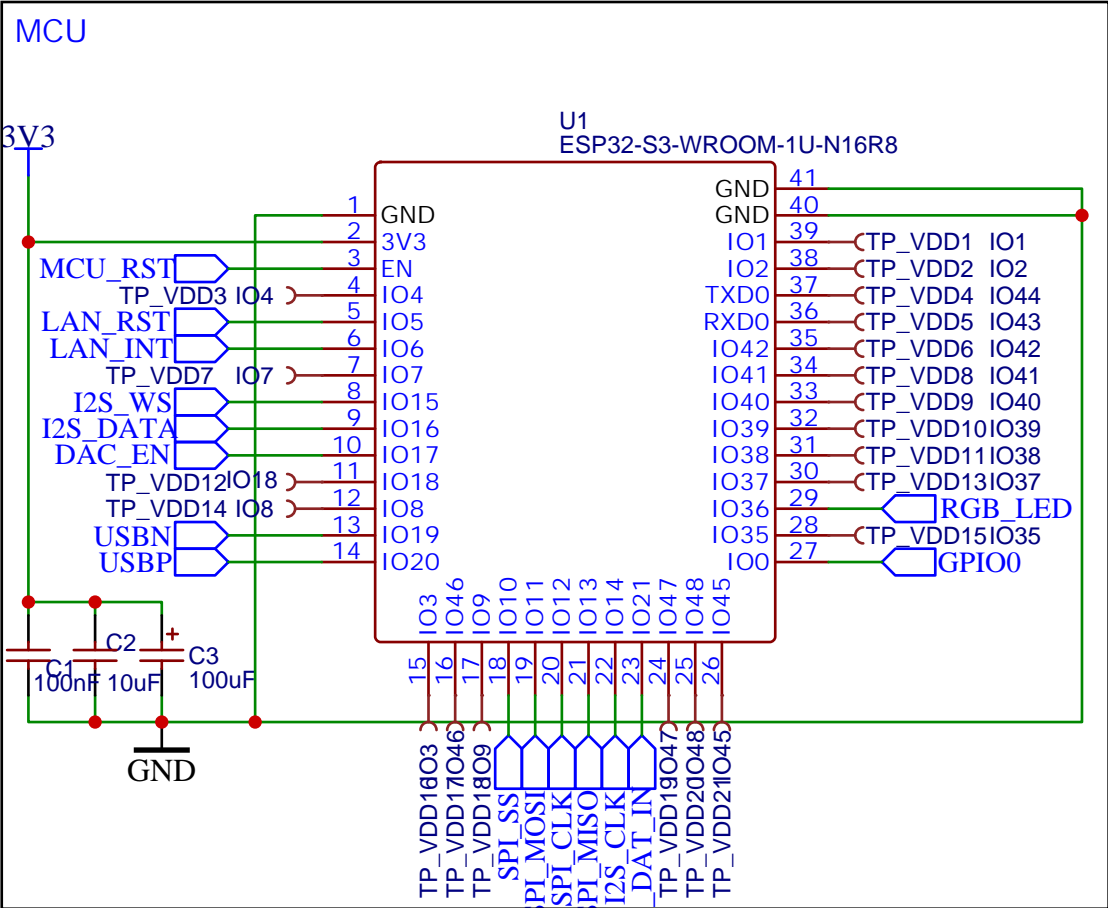 MCU
3V3
U1
ESP32-S3-WROOM-1U-N16R8
GND 41
1 GND
GND 40
2 3V3
IO1 39 TP_VDD1 IO1
MCU_RST 3 EN
IO2 38 TP_VDD2 IO2
TP_VDD3 IO4 4 IO4
TXD0 37 TP_VDD4 IO44
LAN_RST 5 IO5
RXD0 36 TP_VDD5 IO43
LAN_INT 6 IO6
IO42 35 TP_VDD6 IO42
TP_VDD7 IO7 7 IO7
IO41 34 TP_VDD8 IO41
I2S_WS 8 IO15
IO40 33 TP_VDD9 IO40
I2S_DATA 9 IO16
IO39 32 TP_VDD10 IO39
DAC_EN 10 IO17
IO38 31 TP_VDD11 IO38
TP_VDD12 IO18 11 IO18
IO37 30 TP_VDD13 IO37
TP_VDD14 IO8 12 IO8
IO36 29 RGB_LED
USBN 13 IO19
IO35 28 TP_VDD15 IO35
USBP 14 IO20
IO0 27 GPIO0
IO3 15 TP_VDD16 IO3
IO46 16 TP_VDD17 IO46
IO9 17 TP_VDD18 IO9
IO10 18 SPI_SS
IO11 19 SPI_MOSI
IO12 20 SPI_CLK
IO13 21 SPI_MISO
IO14 22 I2S_CLK
IO21 23 _DAT_IN
IO47 24 TP_VDD19 IO47
IO48 25 TP_VDD20 IO48
IO45 26 TP_VDD21 IO45
C1
100nF
C2
10uF
+
C3
100uF
GND